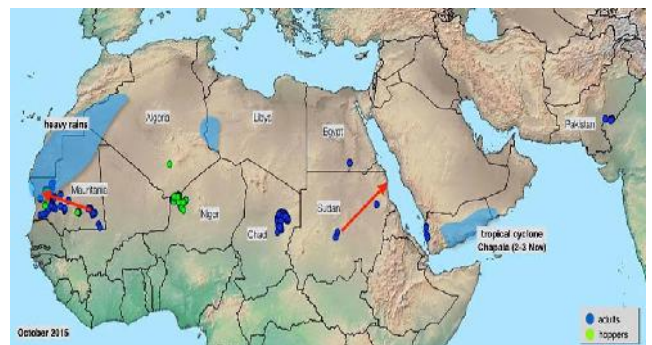 heavy rains
Algeria
Libya
Egypt
Pakistan
Mauritania
Niger
Chad
Sudan
tropical cyclone
Chapala (2-3 Nov)
October 2015
adults
hoppers